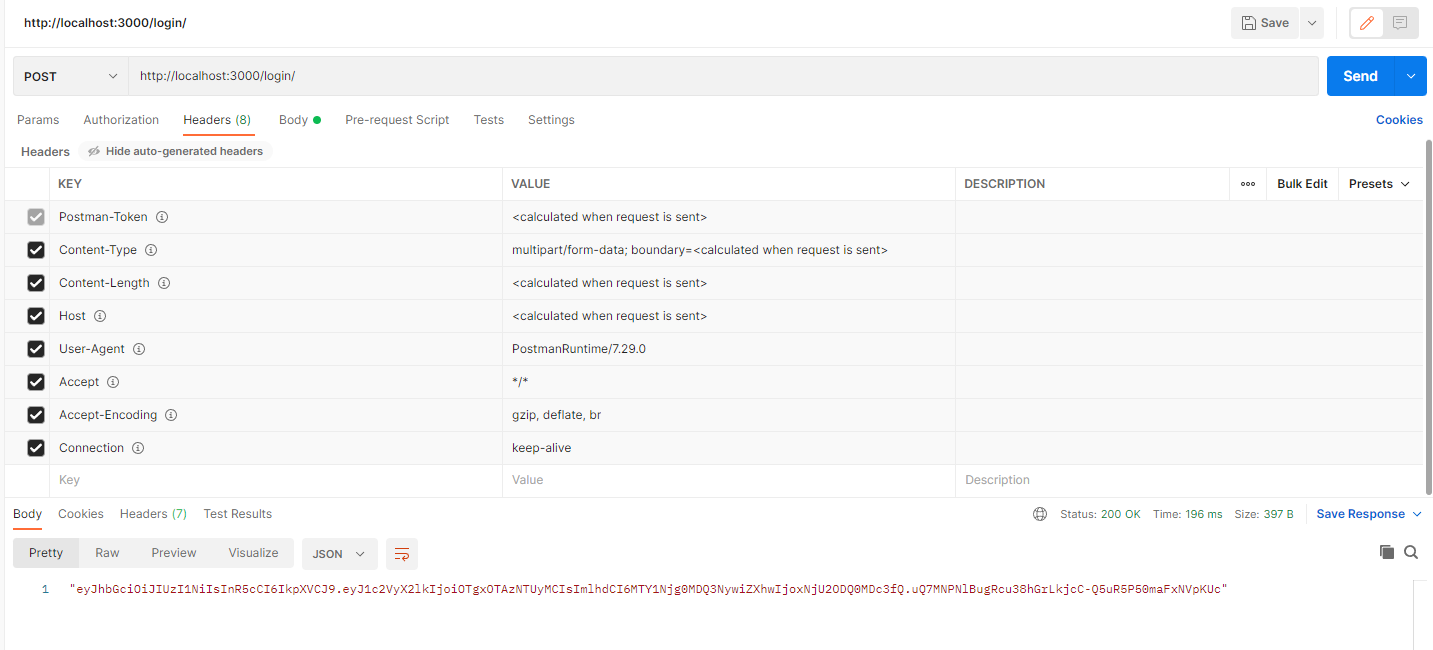 http://localhost:3000/login/
Save
POST
http://localhost:3000/login/
Send
Params Authorization Headers (8) Body Pre-request Script Tests Settings Cookies
Headers Hide auto-generated headers
KEY VALUE DESCRIPTION Bulk Edit Presets
Postman-Token <calculated when request is sent>
Content-Type multipart/form-data; boundary=<calculated when request is sent>
Content-Length <calculated when request is sent>
Host <calculated when request is sent>
User-Agent PostmanRuntime/7.29.0
Accept */*
Accept-Encoding gzip, deflate, br
Connection keep-alive
Key Value Description
Body Cookies Headers (7) Test Results Status: 200 OK Time: 196 ms Size: 397 B Save Response
Pretty Raw Preview Visualize JSON
1 "eyJhbGciOiJIUzI1NiIsInR5cCI6IkpXVCJ9.eyJ1c2VyX2lkIjoiOTgxOTAzNTUyMCIsImlhdCI6MTY1Njg0MDQ3NywiZXhwIjoxNjU2ODQ0MDc3fQ.uQ7MNPNlBugRcu38hGrLkjcC-Q5uR5P50maFxNVpKUc"